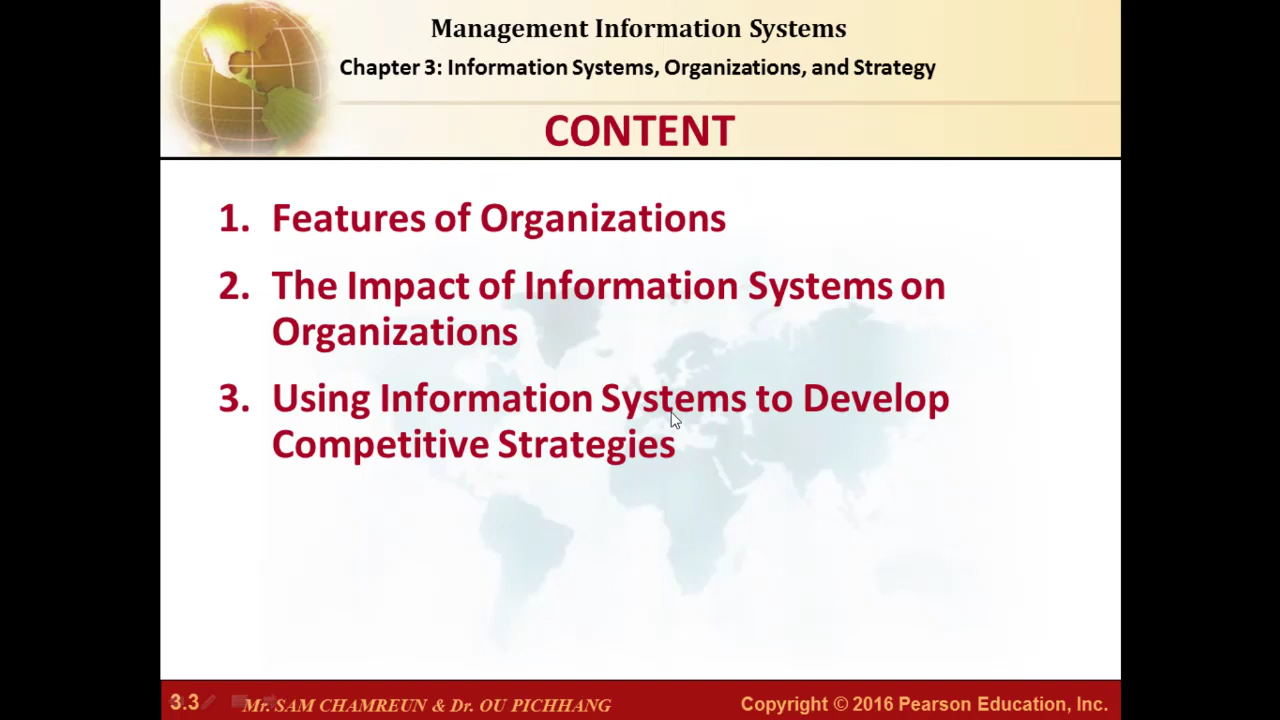 Management Information Systems
Chapter 3: Information Systems, Organizations, and Strategy
CONTENT
1. Features of Organizations
2. The Impact of Information Systems on
Organizations
3. Using Information Systems to Develop
Competitive Strategies
3.3 Mr. SAM CHAMREUN & Dr. OU PICHHANG Copyright © 2016 Pearson Education, Inc.